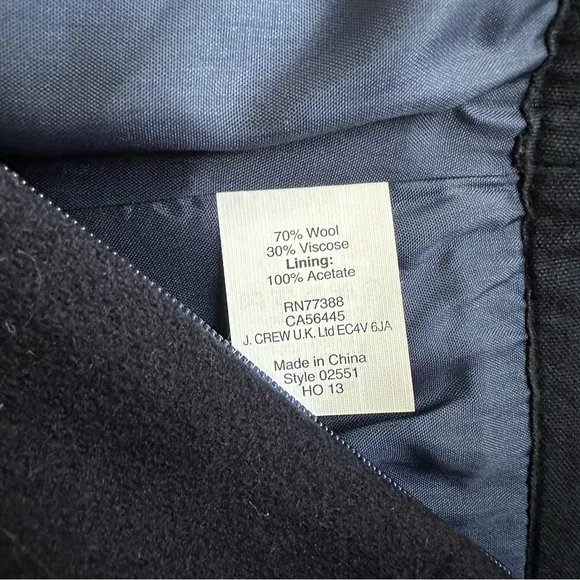 70% Wool
30% Viscose
Lining:
100% Acetate
RN77388
CA56445
J. CREW U.K. Ltd EC4V 6JA
Made in China
Style 02551
HO 13